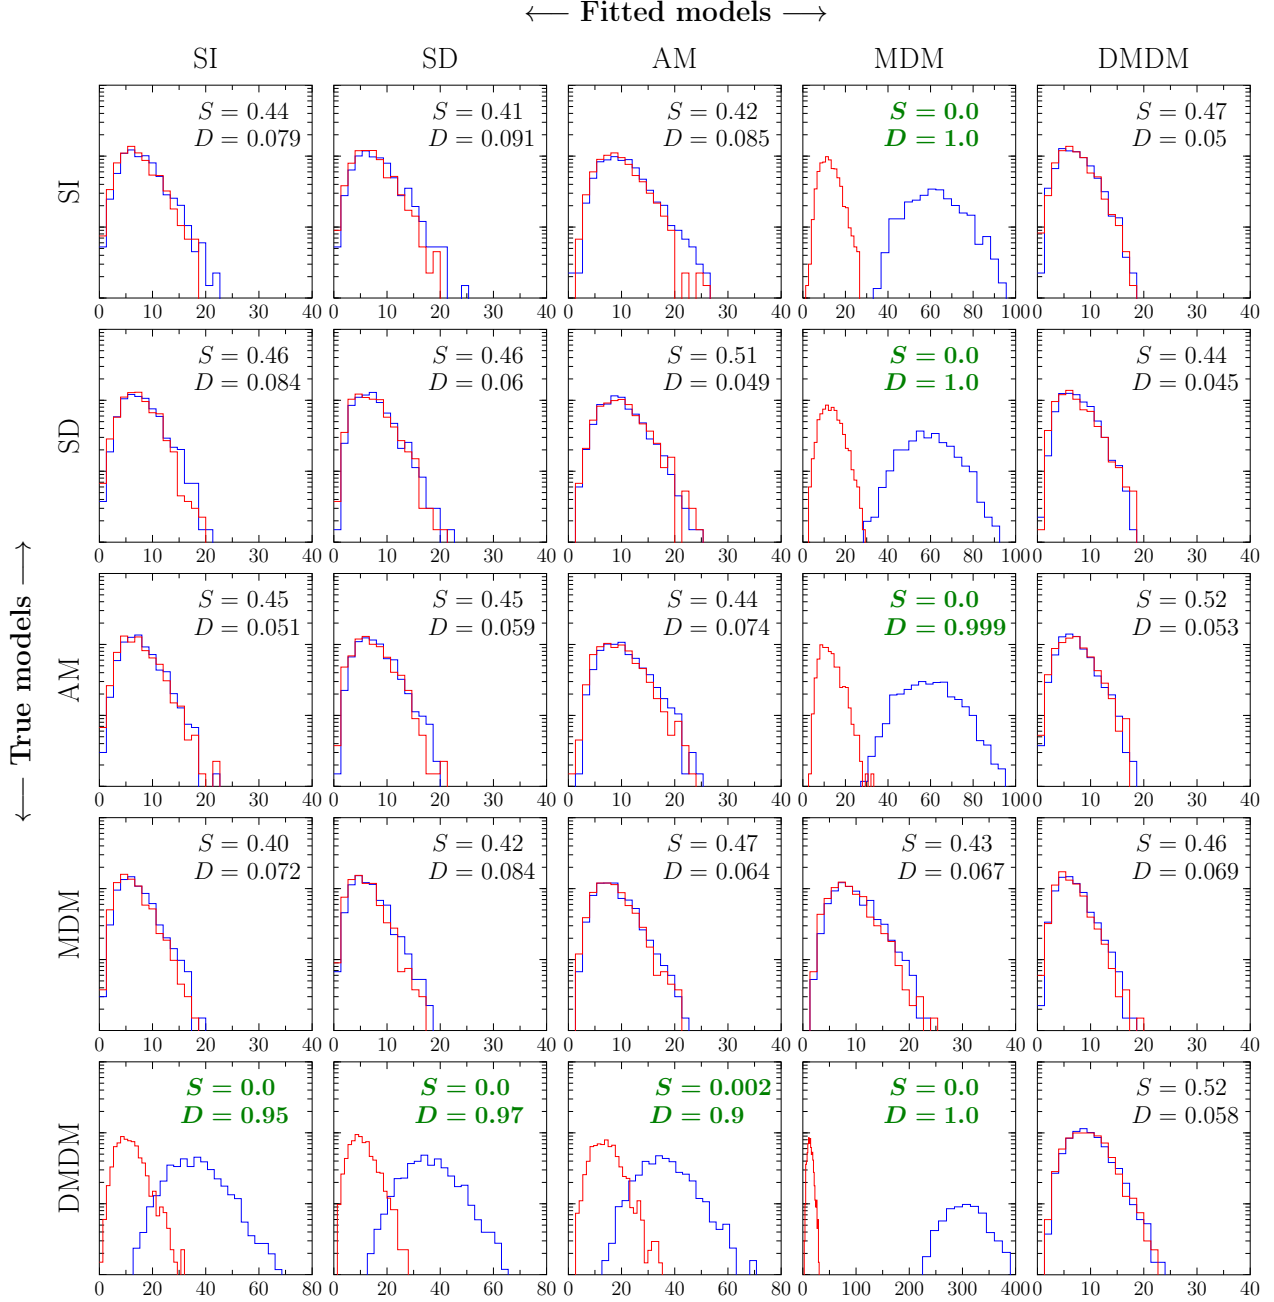 ⟵ Fitted models ⟶
SI SD AM MDM DMDM
⟵ True models ⟶
SI
S = 0.44 S = 0.41 S = 0.42 S = 0.0 S = 0.47
D = 0.079 D = 0.091 D = 0.085 D = 1.0 D = 0.05
0 10 20 30 40 0 10 20 30 40 0 10 20 30 40 0 20 40 60 80 100 0 10 20 30 40
SD
S = 0.46 S = 0.46 S = 0.51 S = 0.0 S = 0.44
D = 0.084 D = 0.06 D = 0.049 D = 1.0 D = 0.045
0 10 20 30 40 0 10 20 30 40 0 10 20 30 40 0 20 40 60 80 100 0 10 20 30 40
AM
S = 0.45 S = 0.45 S = 0.44 S = 0.0 S = 0.52
D = 0.051 D = 0.059 D = 0.074 D = 0.999 D = 0.053
0 10 20 30 40 0 10 20 30 40 0 10 20 30 40 0 20 40 60 80 100 0 10 20 30 40
MDM
S = 0.40 S = 0.42 S = 0.47 S = 0.43 S = 0.46
D = 0.072 D = 0.084 D = 0.064 D = 0.067 D = 0.069
0 10 20 30 40 0 10 20 30 40 0 10 20 30 40 0 10 20 30 40 0 10 20 30 40
DMDM
S = 0.0 S = 0.0 S = 0.002 S = 0.0 S = 0.52
D = 0.95 D = 0.97 D = 0.9 D = 1.0 D = 0.058
0 20 40 60 80 0 20 40 60 80 0 20 40 60 80 0 100 200 300 400 0 10 20 30 40